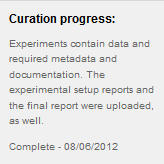 Curation progress:
Experiments contain data and
required metadata and
documentation. The
experimental setup reports and
the final report were uploaded,
as well.
Complete - 08/06/2012